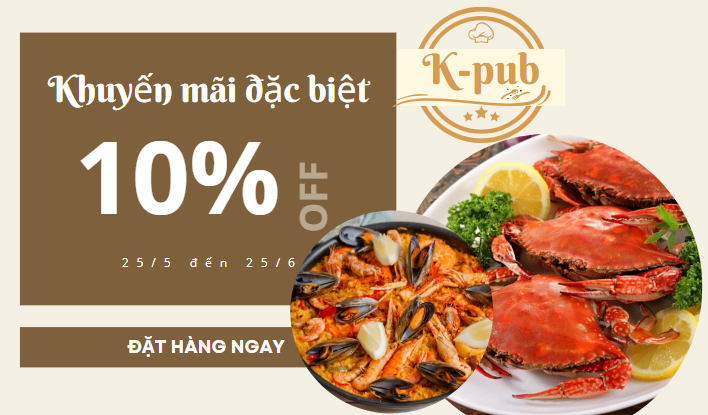 K-pub
Khuyến mãi đặc biệt
10%
OFF
25/5 đến 25/6
ĐẶT HÀNG NGAY